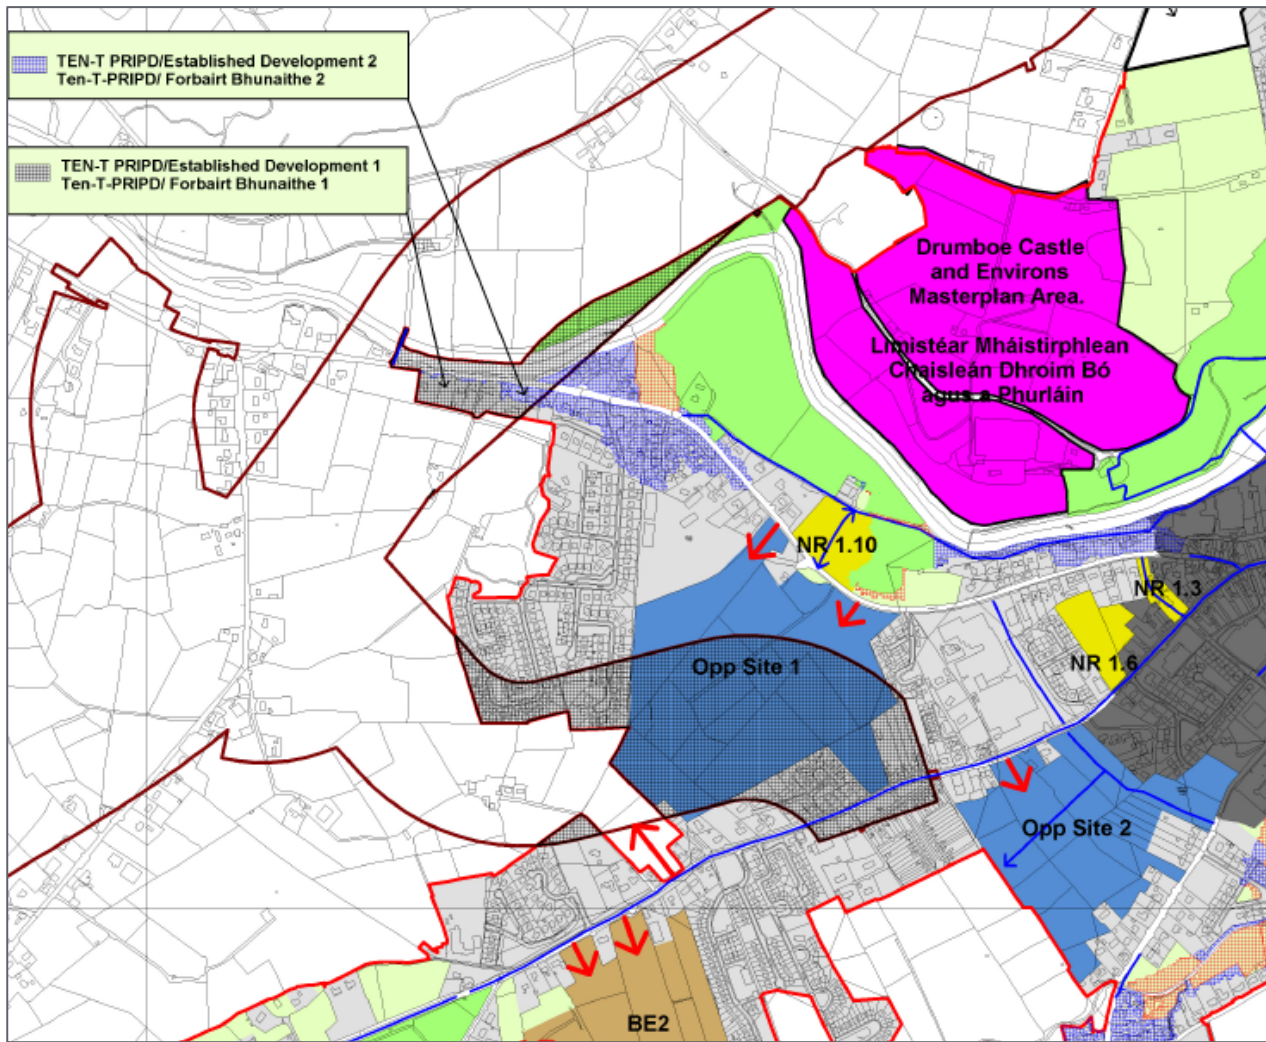 TEN-T PRIPD/Established Development 2
Ten-T-PRIPD/ Forbairt Bhunaithe 2
TEN-T PRIPD/Established Development 1
Ten-T-PRIPD/ Forbairt Bhunaithe 1
Drumboe Castle
and Environs
Masterplan Area.
Limistéar Mháistirphlean
Chaisleán Dhroim Bó
agus a Phurláin
NR 1.10
NR 1.3
NR 1.6
Opp Site 1
Opp Site 2
BE2